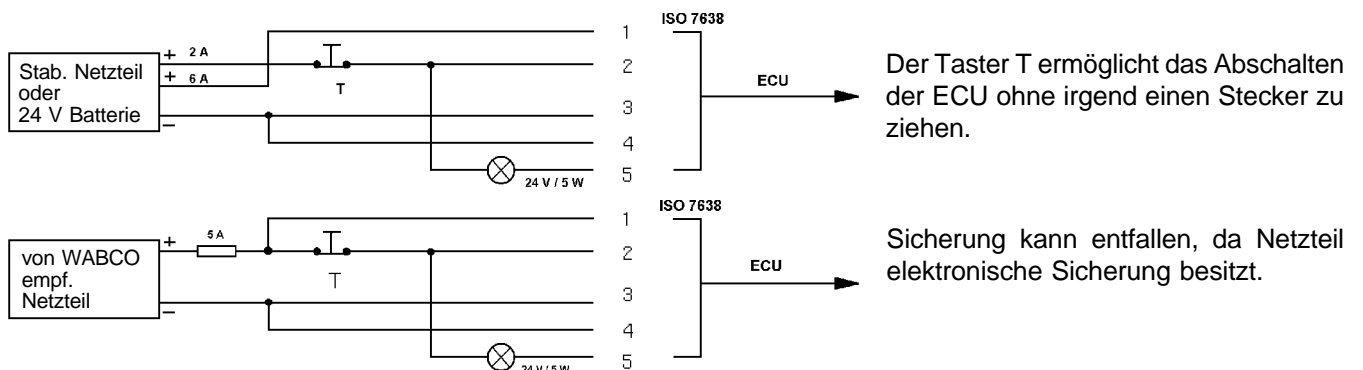 ISO 7638
+ 2 A
+ 6 A
Stab. Netzteil
oder
24 V Batterie
–
T
1
2
3
4
5
24 V / 5 W
ECU
Der Taster T ermöglicht das Abschalten
der ECU ohne irgend einen Stecker zu
ziehen.
ISO 7638
+
5 A
von WABCO
empf.
Netzteil
–
T
1
2
3
4
5
24 V / 5 W
ECU
Sicherung kann entfallen, da Netzteil
elektronische Sicherung besitzt.